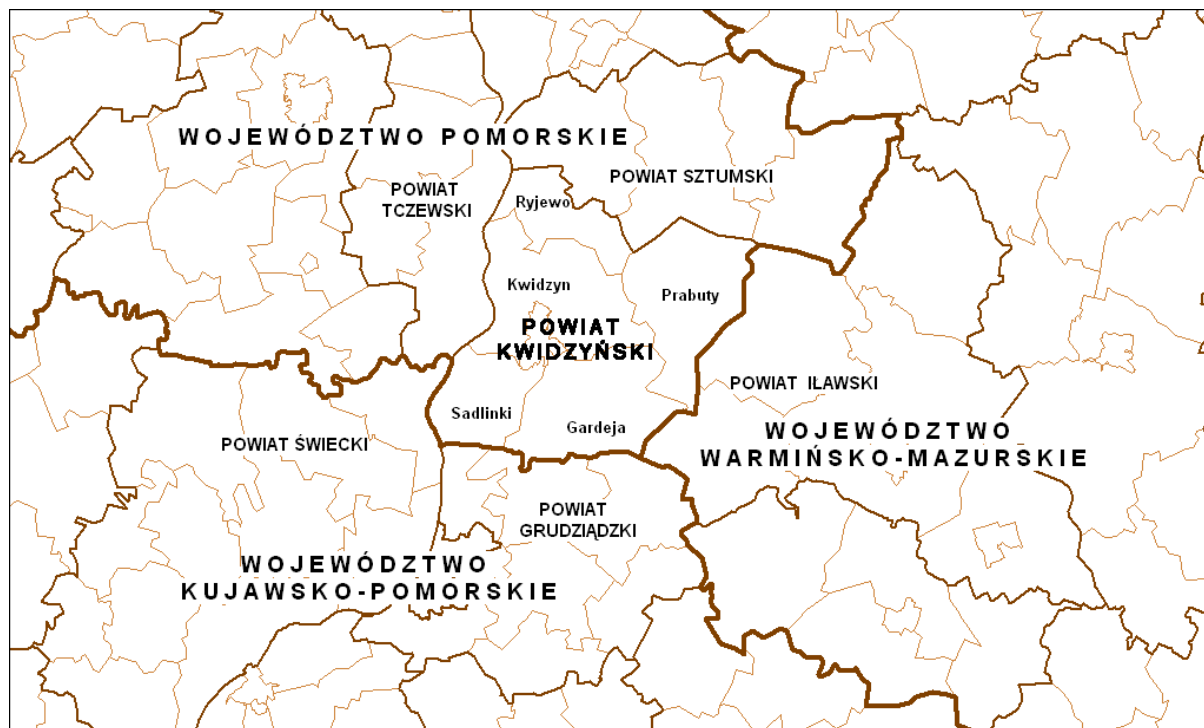 WOJEWÓDZTWO POMORSKIE
POWIAT SZTUMSKI
POWIAT
TCZEWSKI
Ryjewo
Kwidzyn
Prabuty
POWIAT
KWIDZYŃSKI
POWIAT IŁAWSKI
Sadlinki
Gardeja
WOJEWÓDZTWO
WARMIŃSKO-MAZURSKIE
POWIAT ŚWIECKI
POWIAT
GRUDZIĄDZKI
WOJEWÓDZTWO
KUJAWSKO-POMORSKIE